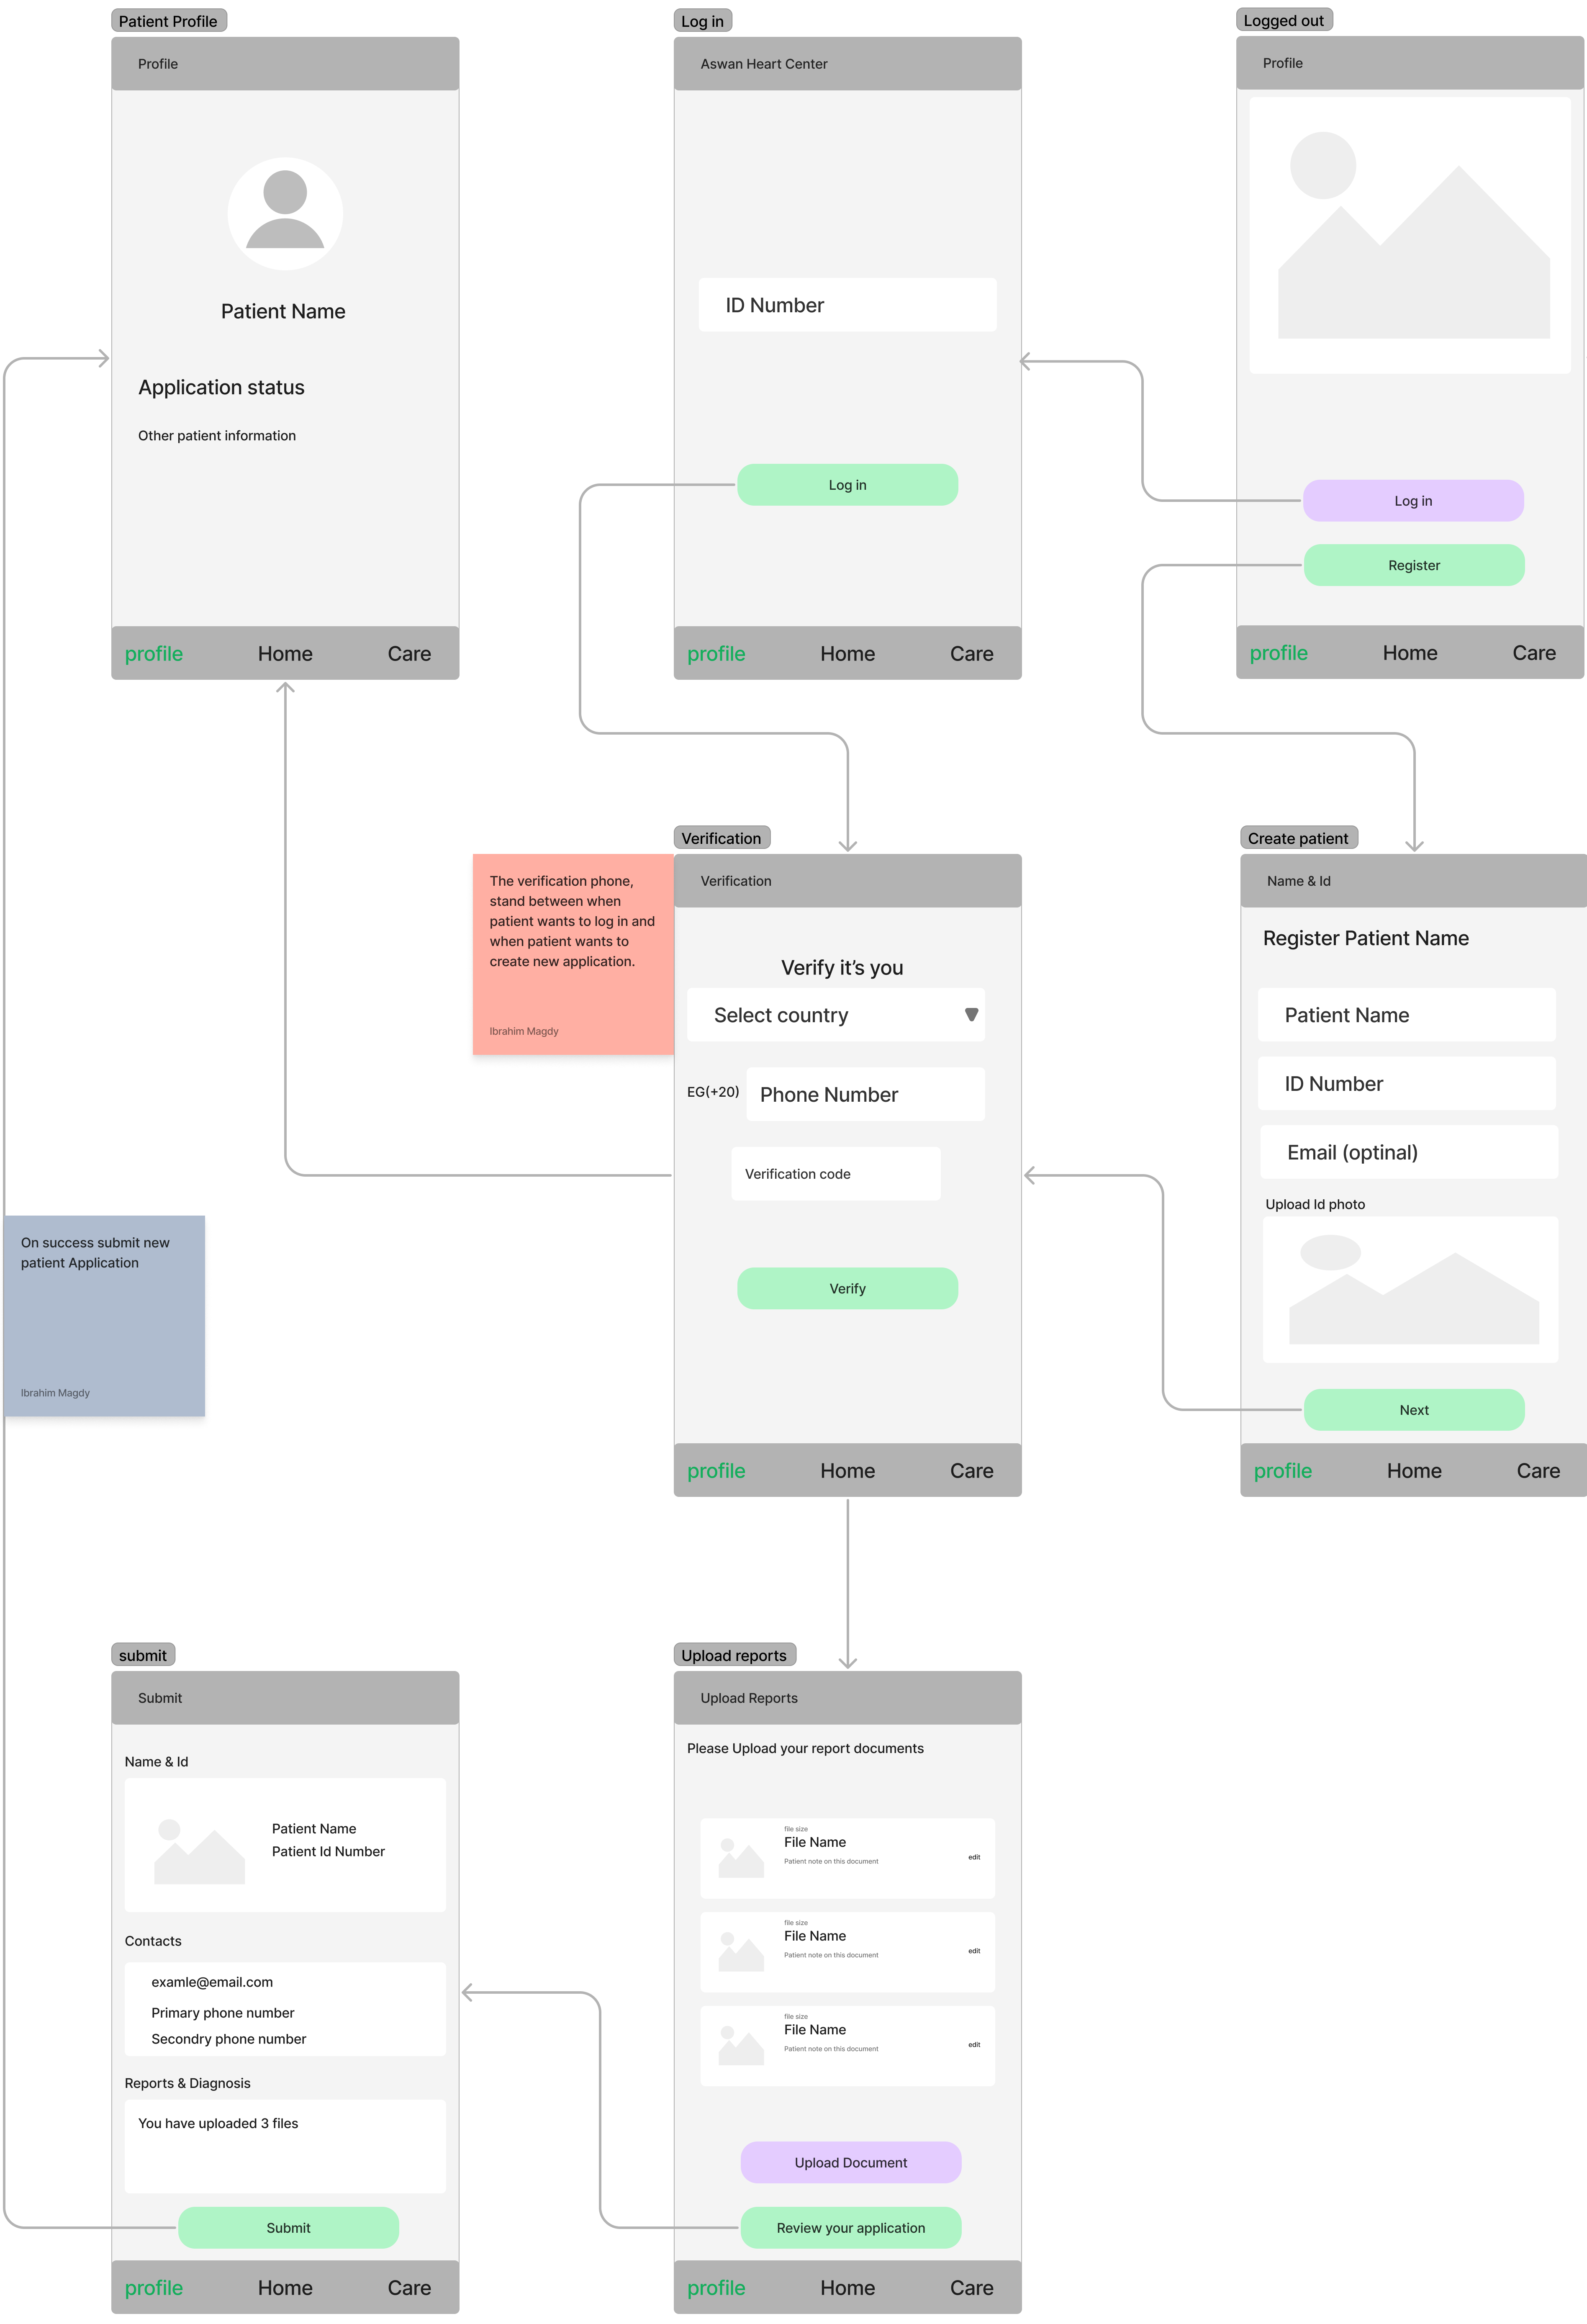 Patient Profile
Profile
Patient Name
Application status
Other patient information
profile Home Care
Log in
Aswan Heart Center
ID Number
Log in
profile Home Care
Logged out
Profile
Log in
Register
profile Home Care
The verification phone,
stand between when
patient wants to log in and
when patient wants to
create new application.
Ibrahim Magdy
Verification
Verification
Verify it's you
Select country
EG(+20) Phone Number
Verification code
Verify
profile Home Care
Create patient
Name & Id
Register Patient Name
Patient Name
ID Number
Email (optinal)
Upload Id photo
Next
profile Home Care
On success submit new
patient Application
Ibrahim Magdy
submit
Submit
Name & Id
Patient Name
Patient Id Number
Contacts
examle@email.com
Primary phone number
Secondry phone number
Reports & Diagnosis
You have uploaded 3 files
Submit
profile Home Care
Upload reports
Upload Reports
Please Upload your report documents
file size
File Name
Patient note on this document
edit
file size
File Name
Patient note on this document
edit
file size
File Name
Patient note on this document
edit
Upload Document
Review your application
profile Home Care